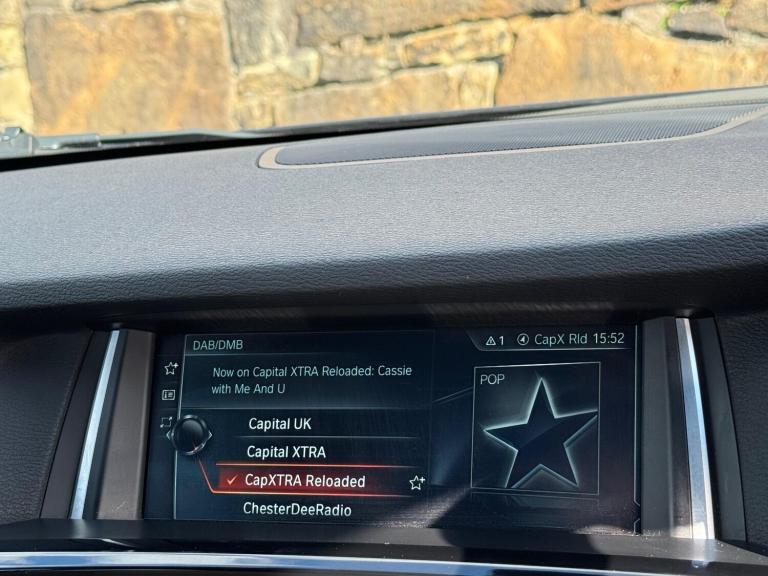 DAB/DMB
1 CapX Rld 15:52
Now on Capital XTRA Reloaded: Cassie
with Me And U
POP
Capital UK
Capital XTRA
CapXTRA Reloaded
ChesterDeeRadio